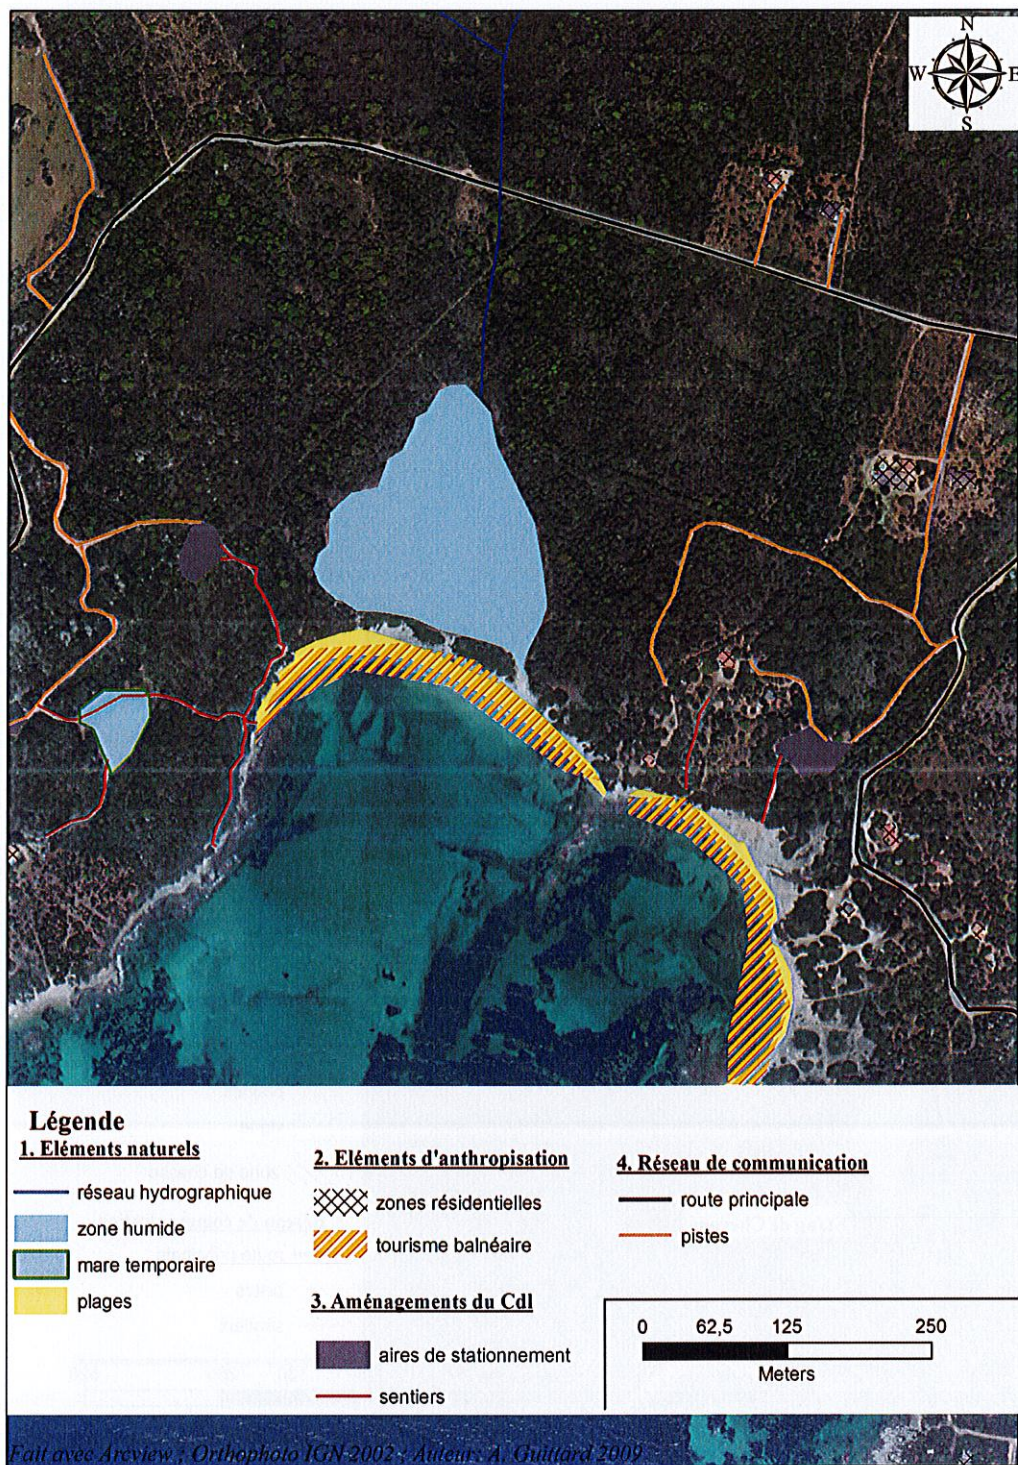 N
W E
S
Légende
1. Eléments naturels
réseau hydrographique
zone humide
mare temporaire
plages
2. Eléments d'anthropisation
zones résidentielles
tourisme balnéaire
3. Aménagements du Cdl
aires de stationnement
sentiers
4. Réseau de communication
route principale
pistes
0 62,5 125 250
Meters
Fait avec Arcview ; Orthophoto IGN 2002 ; Auteur: A. Guittard 2009